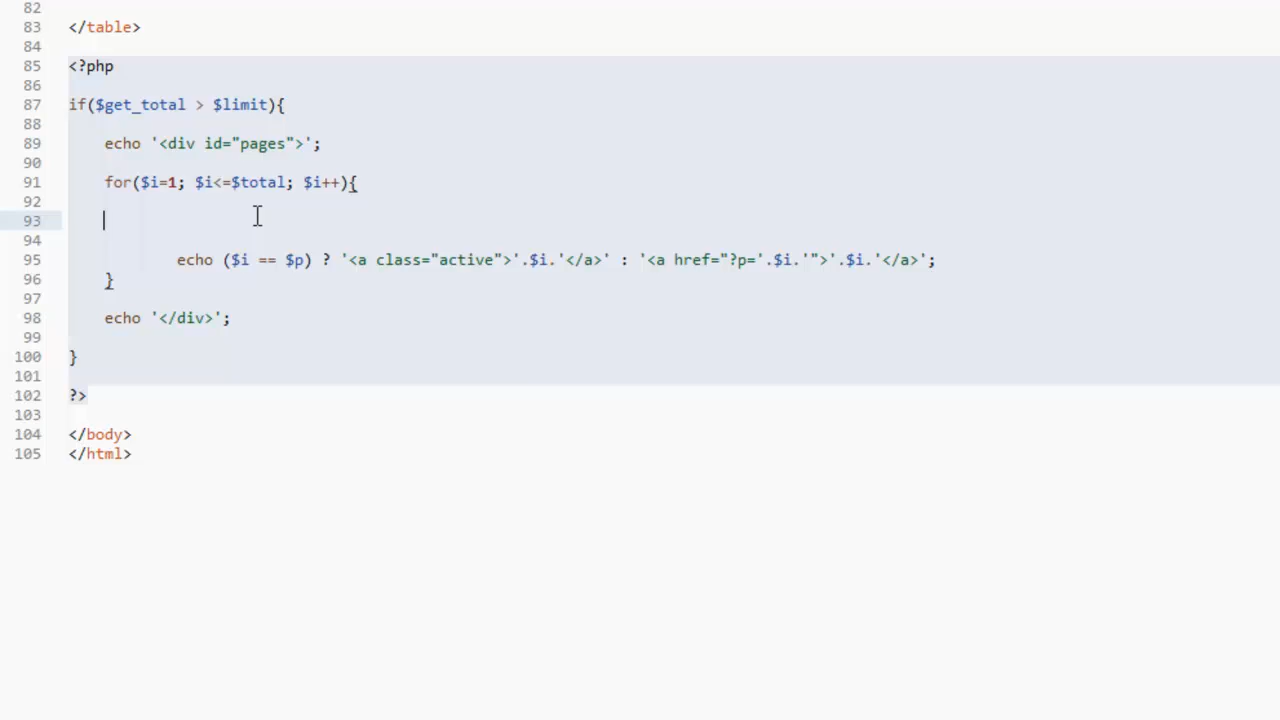 82
83 </table>
84
85 <?php
86
87 if($get_total > $limit){
88
89 echo '<div id="pages">';
90
91 for($i=1; $i<=$total; $i++){
92
93
94
95 echo ($i == $p) ? '<a class="active">'.$i.'</a>' : '<a href="?p='.$i.'">'.$i.'</a>';
96 }
97
98 echo '</div>';
99
100 }
101
102 ?>
103
104 </body>
105 </html>